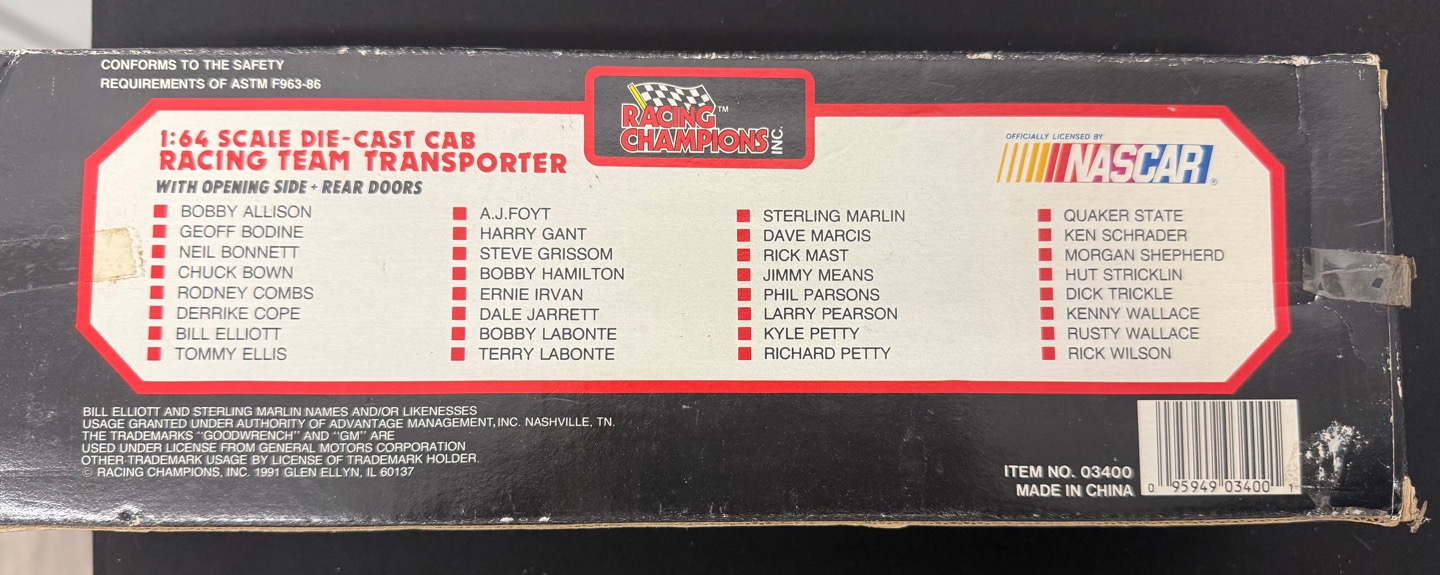 CONFORMS TO THE SAFETY
REQUIREMENTS OF ASTM F963-86
RACING™
CHAMPIONS INC.
1:64 SCALE DIE-CAST CAB
RACING TEAM TRANSPORTER
WITH OPENING SIDE + REAR DOORS
OFFICIALLY LICENSED BY
NASCAR®
BOBBY ALLISON
GEOFF BODINE
NEIL BONNETT
CHUCK BOWN
RODNEY COMBS
DERRIKE COPE
BILL ELLIOTT
TOMMY ELLIS
A.J.FOYT
HARRY GANT
STEVE GRISSOM
BOBBY HAMILTON
ERNIE IRVAN
DALE JARRETT
BOBBY LABONTE
TERRY LABONTE
STERLING MARLIN
DAVE MARCIS
RICK MAST
JIMMY MEANS
PHIL PARSONS
LARRY PEARSON
KYLE PETTY
RICHARD PETTY
QUAKER STATE
KEN SCHRADER
MORGAN SHEPHERD
HUT STRICKLIN
DICK TRICKLE
KENNY WALLACE
RUSTY WALLACE
RICK WILSON
BILL ELLIOTT AND STERLING MARLIN NAMES AND/OR LIKENESSES
USAGE GRANTED UNDER AUTHORITY OF ADVANTAGE MANAGEMENT, INC. NASHVILLE, TN.
THE TRADEMARKS "GOODWRENCH" AND "GM" ARE
USED UNDER LICENSE FROM GENERAL MOTORS CORPORATION
OTHER TRADEMARK USAGE BY LICENSE OF TRADEMARK HOLDER.
© RACING CHAMPIONS, INC. 1991 GLEN ELLYN, IL 60137
ITEM NO. 03400
MADE IN CHINA
0 95949 03400 1